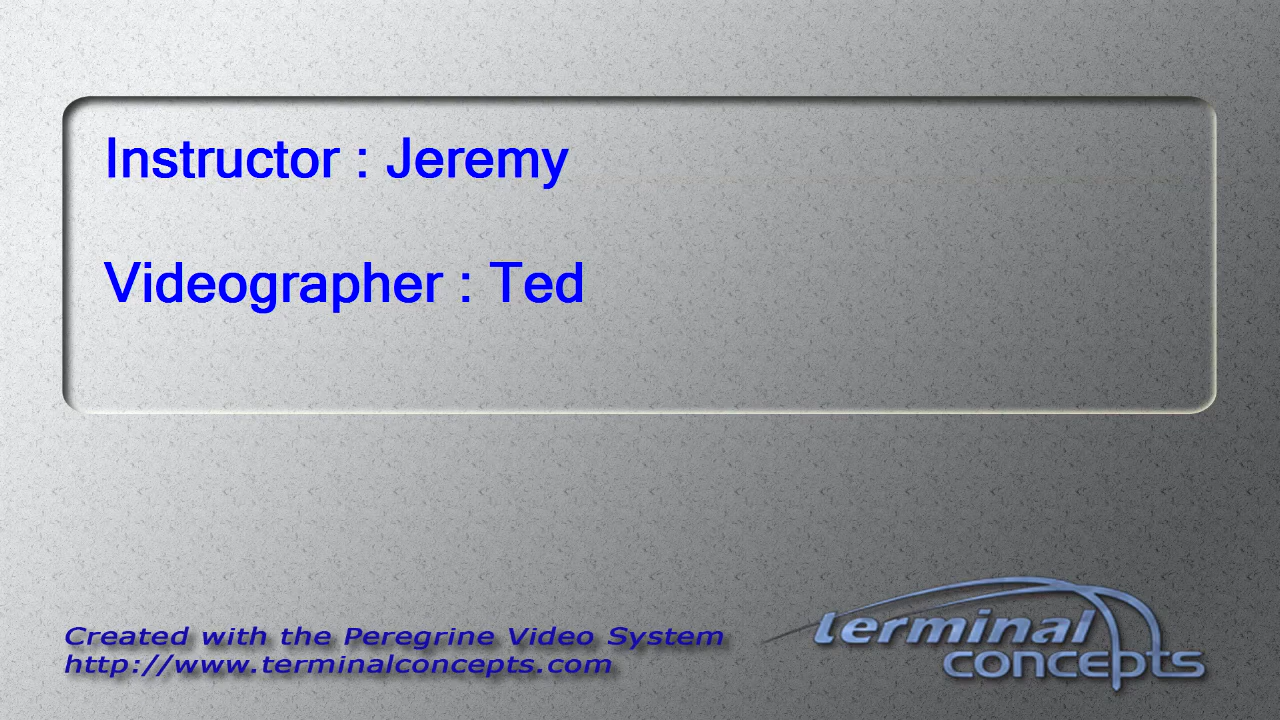 Instructor : Jeremy
Videographer : Ted
Created with the Peregrine Video System
http://www.terminalconcepts.com
terminal
concepts